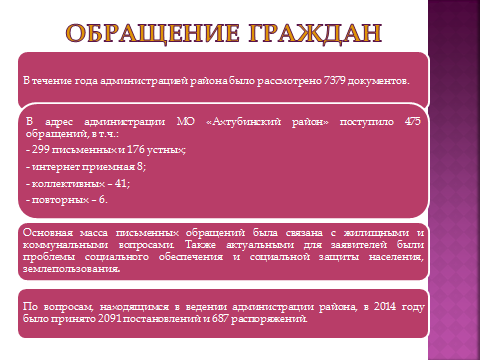 ОБРАЩЕНИЕ ГРАЖДАН
В течение года администрацией района было рассмотрено 7379 документов.
В адрес администрации МО «Ахтубинский район» поступило 475
обращений, в т.ч.:
- 299 письменных и 176 устных;
- интернет приемная 8;
- коллективных – 41;
- повторных – 6.
Основная масса письменных обращений была связана с жилищными и
коммунальными вопросами. Также актуальными для заявителей были
проблемы социального обеспечения и социальной защиты населения,
землепользования.
По вопросам, находящимся в ведении администрации района, в 2014 году
было принято 2091 постановлений и 687 распоряжений.